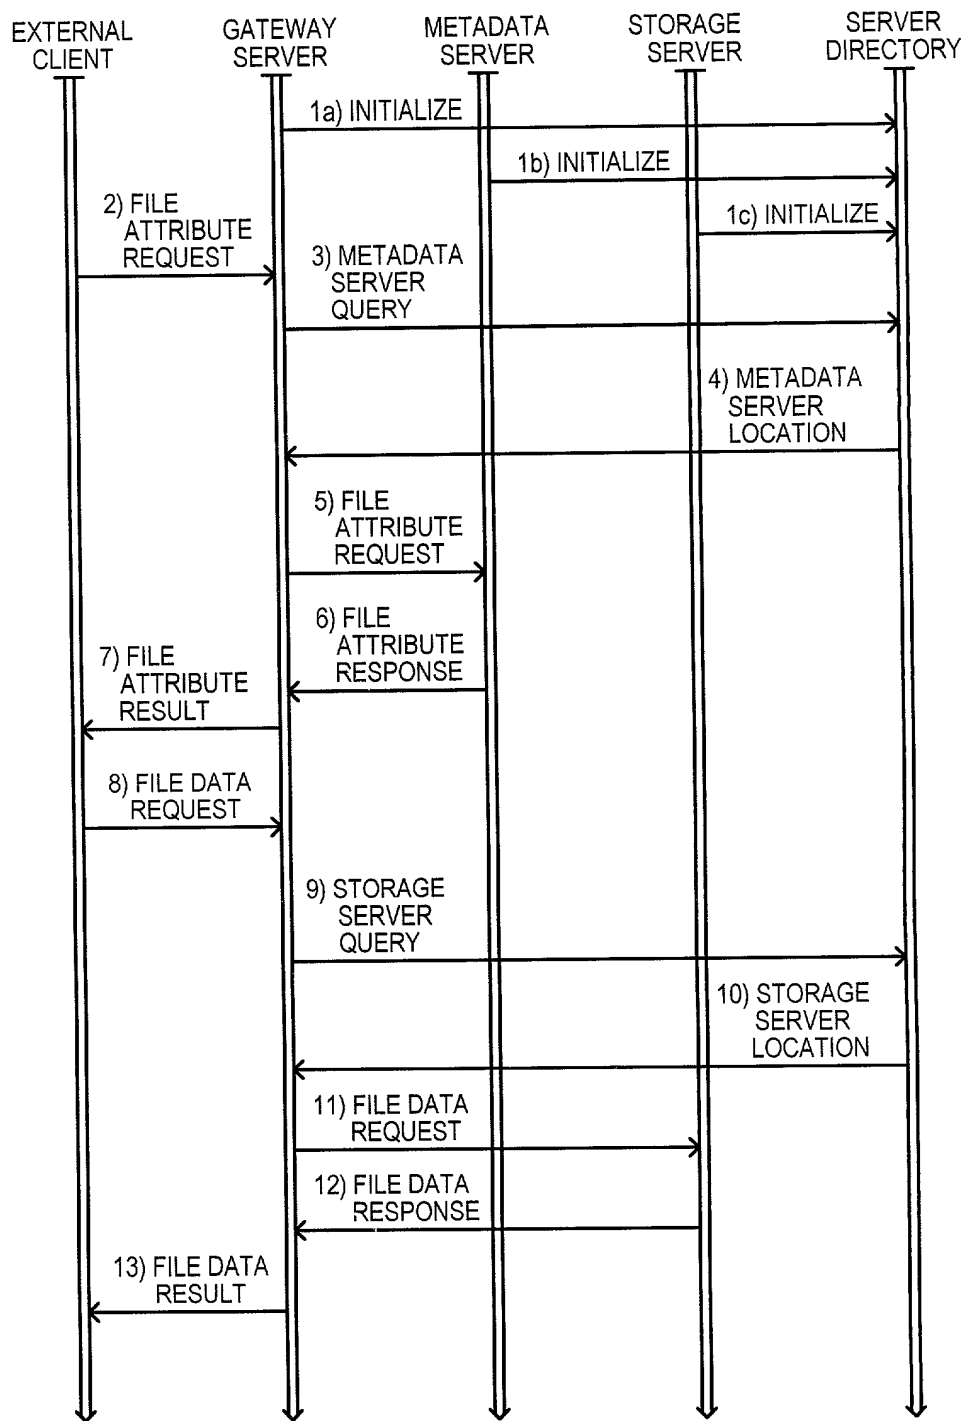 EXTERNAL
CLIENT
GATEWAY
SERVER
METADATA
SERVER
STORAGE
SERVER
SERVER
DIRECTORY
1a) INITIALIZE
1b) INITIALIZE
1c) INITIALIZE
2) FILE
ATTRIBUTE
REQUEST
3) METADATA
SERVER
QUERY
4) METADATA
SERVER
LOCATION
5) FILE
ATTRIBUTE
REQUEST
6) FILE
ATTRIBUTE
RESPONSE
7) FILE
ATTRIBUTE
RESULT
8) FILE DATA
REQUEST
9) STORAGE
SERVER
QUERY
10) STORAGE
SERVER
LOCATION
11) FILE DATA
REQUEST
12) FILE DATA
RESPONSE
13) FILE DATA
RESULT